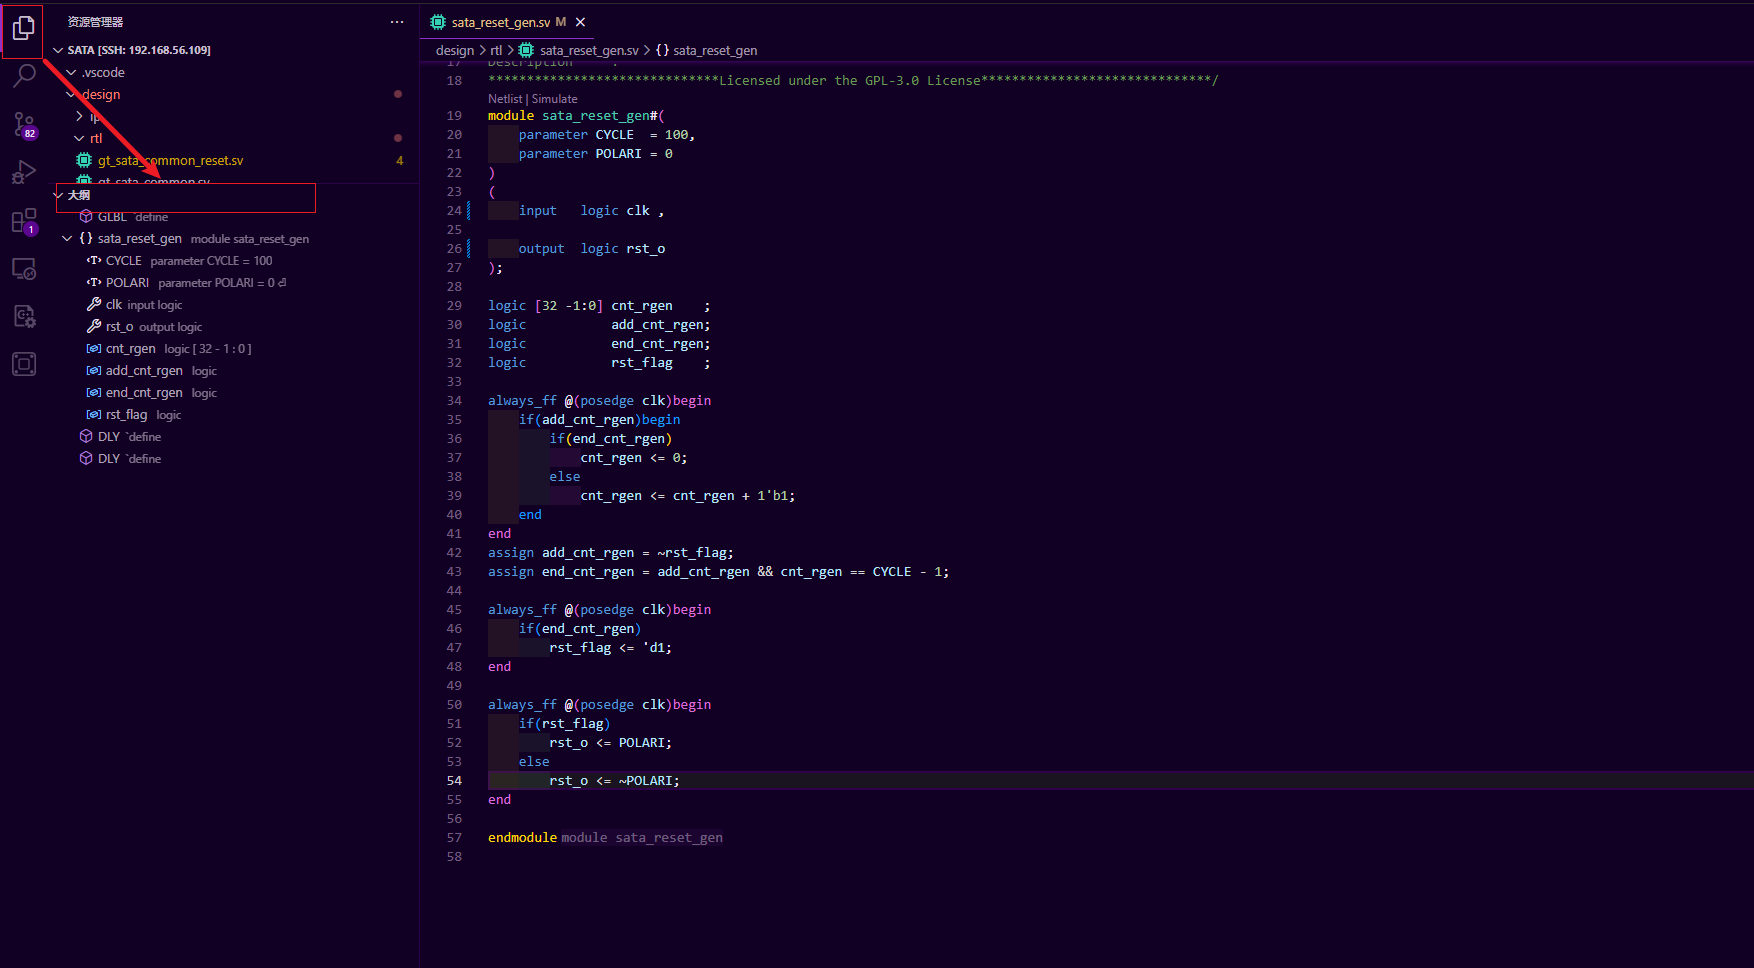 资源管理器
SATA [SSH: 192.168.56.109]
.vscode
design
ip
rtl
gt_sata_common_reset.sv 4
gt_sata_common.sv
大纲
GLBL `define
{} sata_reset_gen module sata_reset_gen
CYCLE parameter CYCLE = 100
POLARI parameter POLARI = 0 ⏎
clk input logic
rst_o output logic
cnt_rgen logic [ 32 - 1 : 0 ]
add_cnt_rgen logic
end_cnt_rgen logic
rst_flag logic
DLY `define
DLY `define
82
1
sata_reset_gen.sv M
design > rtl > sata_reset_gen.sv > {} sata_reset_gen
17 Description :
18 ******************************Licensed under the GPL-3.0 License******************************/
Netlist | Simulate
19 module sata_reset_gen#(
20 parameter CYCLE = 100,
21 parameter POLARI = 0
22 )
23 (
24 input logic clk ,
25
26 output logic rst_o
27 );
28
29 logic [32 -1:0] cnt_rgen ;
30 logic add_cnt_rgen;
31 logic end_cnt_rgen;
32 logic rst_flag ;
33
34 always_ff @(posedge clk)begin
35 if(add_cnt_rgen)begin
36 if(end_cnt_rgen)
37 cnt_rgen <= 0;
38 else
39 cnt_rgen <= cnt_rgen + 1'b1;
40 end
41 end
42 assign add_cnt_rgen = ~rst_flag;
43 assign end_cnt_rgen = add_cnt_rgen && cnt_rgen == CYCLE - 1;
44
45 always_ff @(posedge clk)begin
46 if(end_cnt_rgen)
47 rst_flag <= 'd1;
48 end
49
50 always_ff @(posedge clk)begin
51 if(rst_flag)
52 rst_o <= POLARI;
53 else
54 rst_o <= ~POLARI;
55 end
56
57 endmodule module sata_reset_gen
58